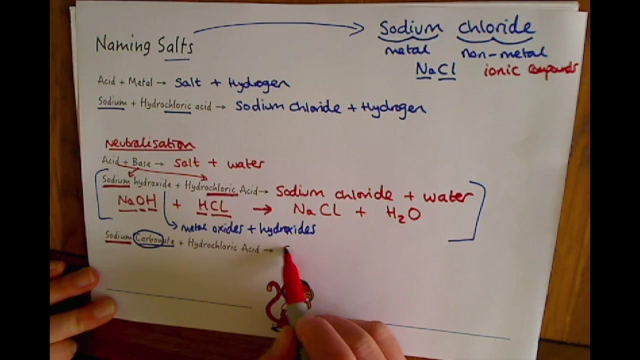 Naming Salts
Sodium chloride
metal non-metal
NaCl ionic compounds
Acid + Metal → Salt + Hydrogen
Sodium + Hydrochloric acid → Sodium chloride + Hydrogen
Neutralisation
Acid + Base → Salt + water
Sodium hydroxide + Hydrochloric Acid → Sodium chloride + water
NaOH + HCL → NaCl + H₂O
metal oxides + hydroxides
Sodium Carbonate + Hydrochloric Acid →